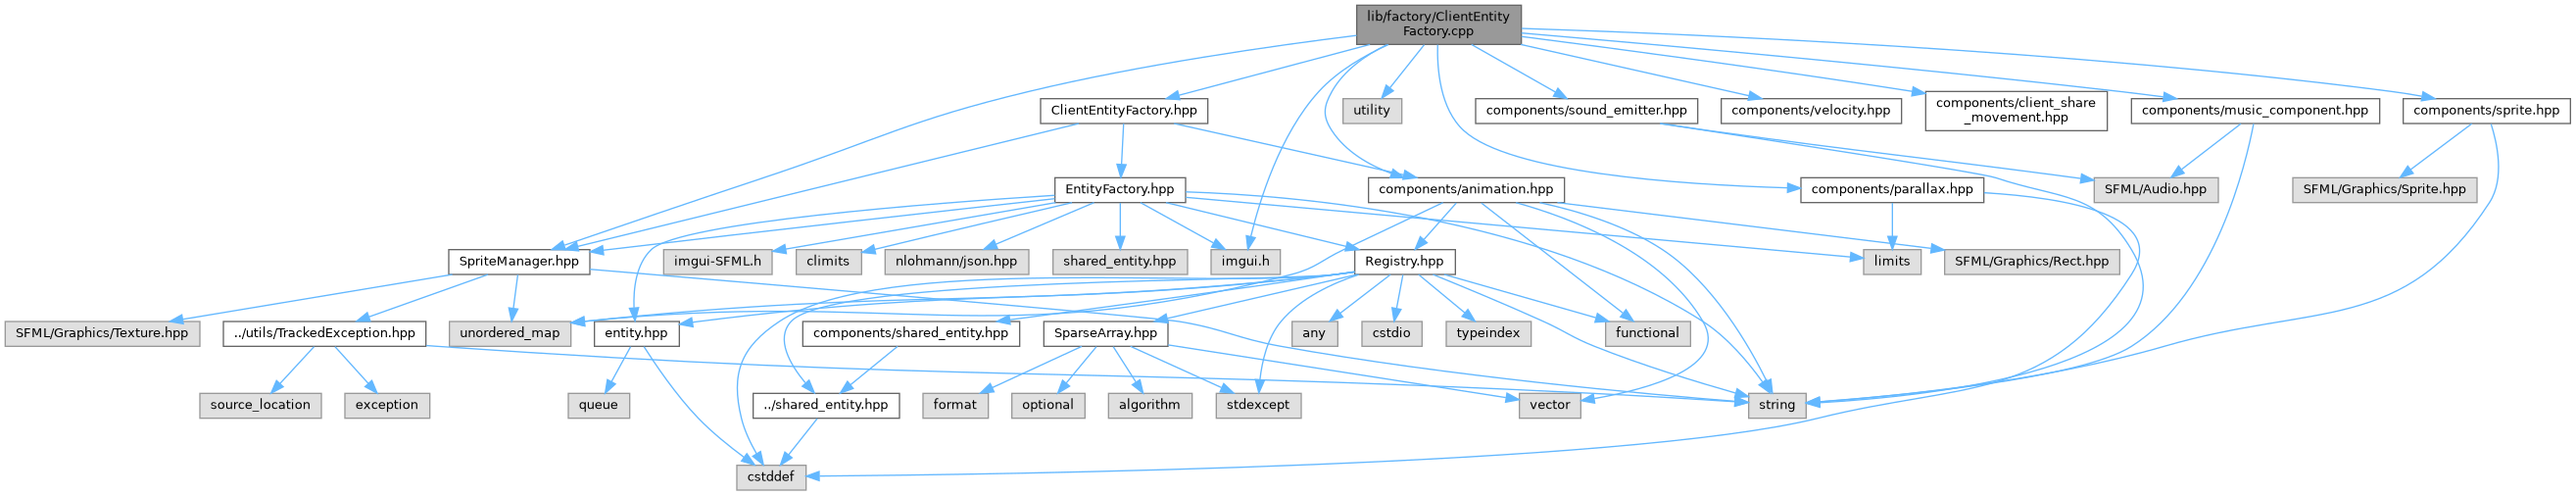 lib/factory/ClientEntity
Factory.cpp
ClientEntityFactory.hpp
utility
components/sound_emitter.hpp
components/velocity.hpp
components/client_share
_movement.hpp
components/music_component.hpp
components/sprite.hpp
EntityFactory.hpp
components/animation.hpp
components/parallax.hpp
SFML/Audio.hpp
SFML/Graphics/Sprite.hpp
SpriteManager.hpp
imgui-SFML.h
climits
nlohmann/json.hpp
shared_entity.hpp
imgui.h
Registry.hpp
limits
SFML/Graphics/Rect.hpp
SFML/Graphics/Texture.hpp
../utils/TrackedException.hpp
unordered_map
entity.hpp
components/shared_entity.hpp
SparseArray.hpp
any
cstdio
typeindex
functional
source_location
exception
queue
../shared_entity.hpp
format
optional
algorithm
stdexcept
vector
string
cstddef